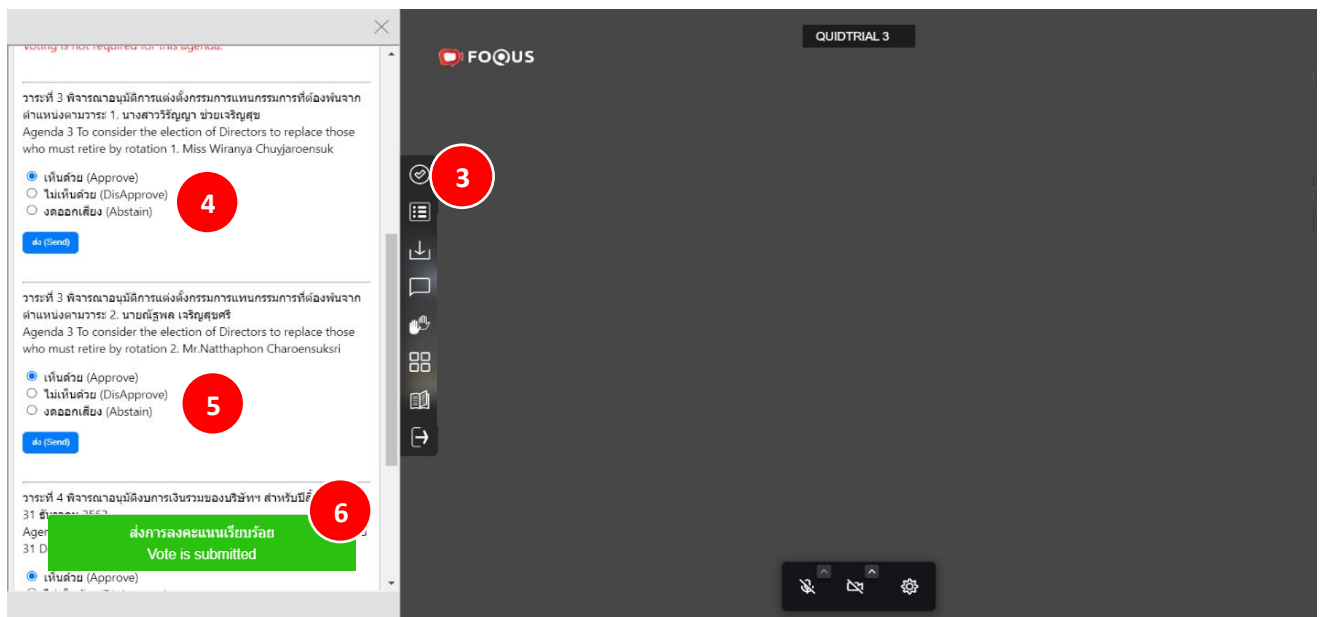 Voting is not required for this agenda.
วาระที่ 3 พิจารณาอนุมัติการแต่งตั้งกรรมการแทนกรรมการที่ต้องพ้นจาก
ตำแหน่งตามวาระ 1. นางสาววิรัญญา ช่วยเจริญสุข
Agenda 3 To consider the election of Directors to replace those
who must retire by rotation 1. Miss Wiranya Chuyjaroensuk
เห็นด้วย (Approve)
ไม่เห็นด้วย (DisApprove)
งดออกเสียง (Abstain)
4
ส่ง (Send)
วาระที่ 3 พิจารณาอนุมัติการแต่งตั้งกรรมการแทนกรรมการที่ต้องพ้นจาก
ตำแหน่งตามวาระ 2. นายณัฐพล เจริญสุขศรี
Agenda 3 To consider the election of Directors to replace those
who must retire by rotation 2. Mr.Natthaphon Charoensuksri
เห็นด้วย (Approve)
ไม่เห็นด้วย (DisApprove)
งดออกเสียง (Abstain)
5
ส่ง (Send)
วาระที่ 4 พิจารณาอนุมัติงบการเงินรวมของบริษัทฯ สำหรับปี
31
6
31 D
ส่งการลงคะแนนเรียบร้อย
Vote is submitted
เห็นด้วย (Approve)
FOQUS
QUIDTRIAL 3
3